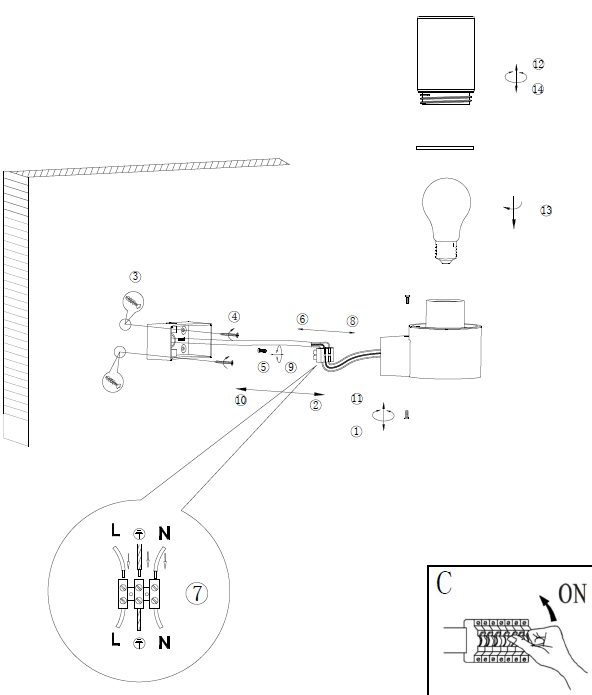 ⑫
⑭
⑬
③
④
⑥ ⑧
⑤ ⑨
⑩ ② ⑪
①
L N
⑦
L N
C ON